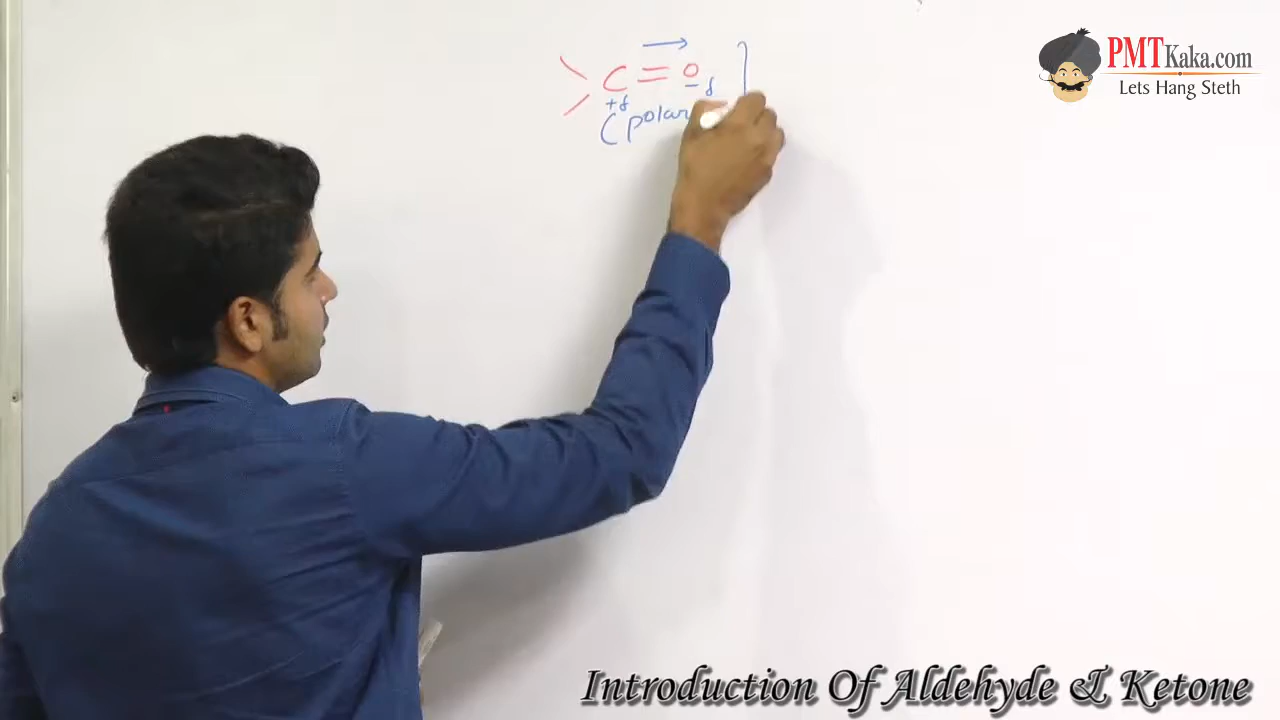 C = O
+δ -δ
(polar
PMTKaka.com
Lets Hang Steth
Introduction Of Aldehyde & Ketone